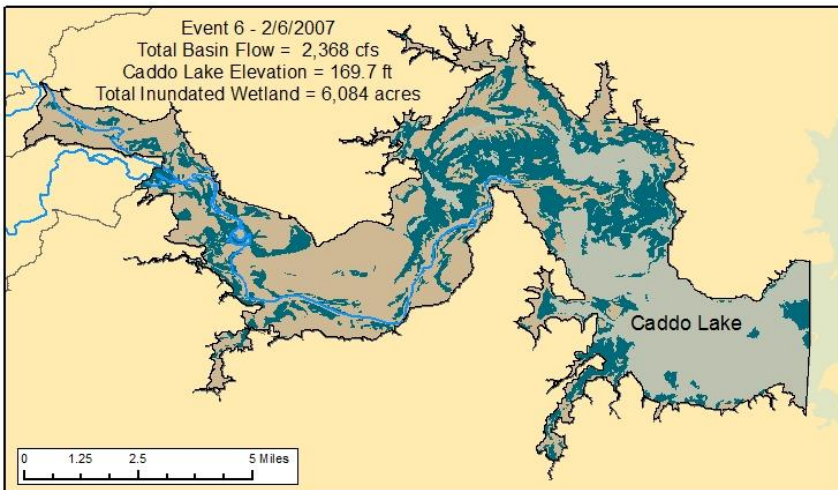 Event 6 - 2/6/2007
Total Basin Flow = 2,368 cfs
Caddo Lake Elevation = 169.7 ft
Total Inundated Wetland = 6,084 acres
Caddo Lake
0 1.25 2.5 5 Miles